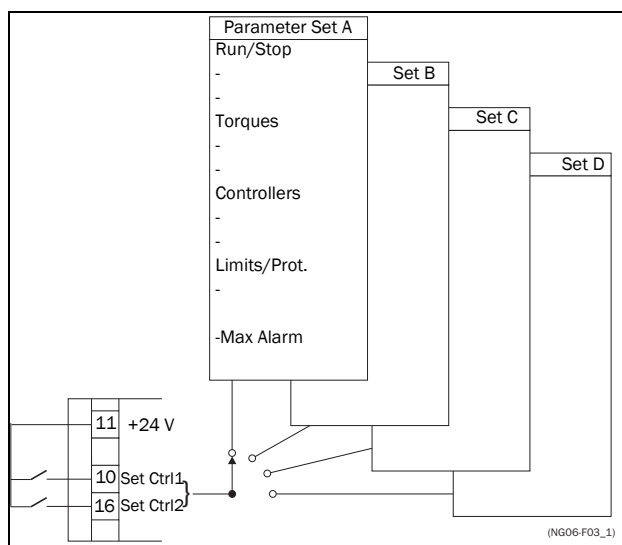 Parameter Set A
Run/Stop
-
-
Torques
-
-
Controllers
-
-
Limits/Prot.
-
-Max Alarm
Set B
Set C
Set D
11 +24 V
10 Set Ctrl1
16 Set Ctrl2
(NG06-F03_1)